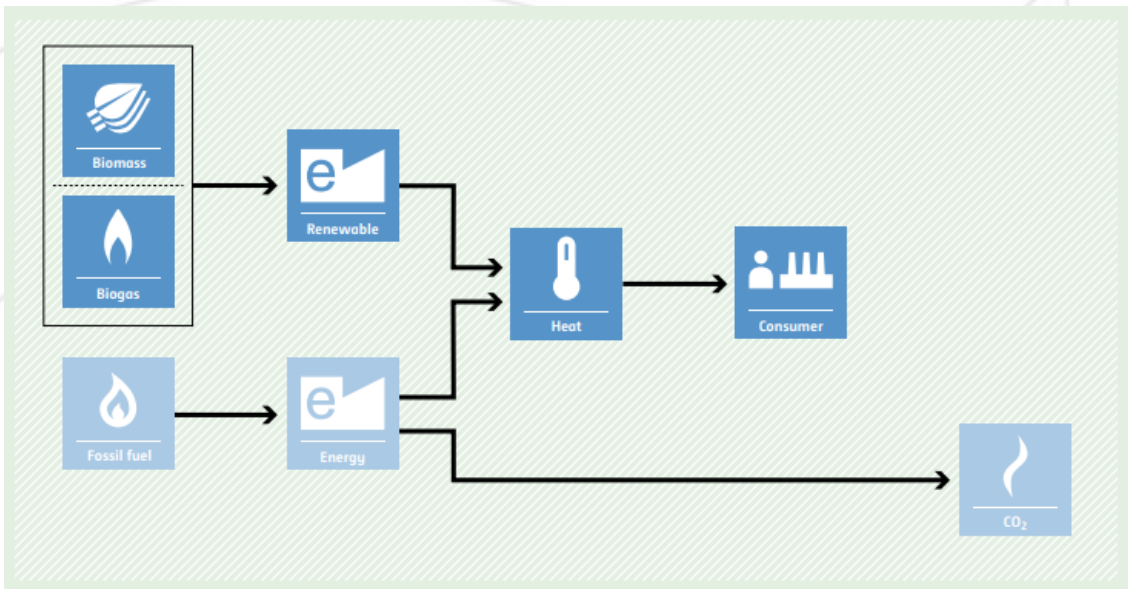 Biomass
Biogas
e
Renewable
Heat
Consumer
Fossil fuel
e
Energy
CO₂